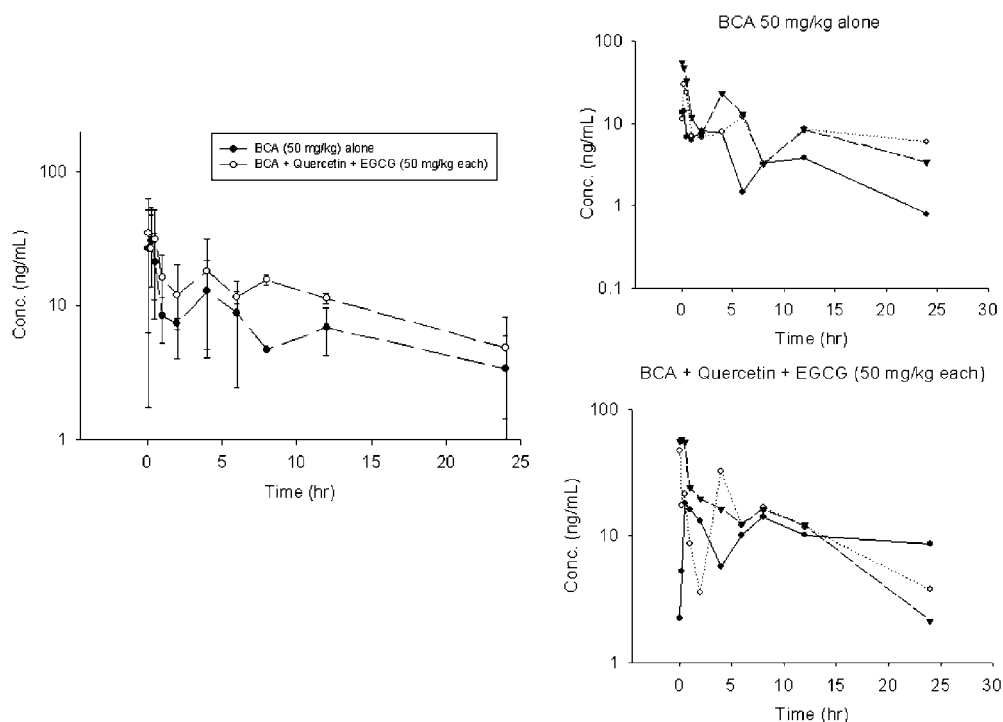 BCA (50 mg/kg) alone
BCA + Quercetin + EGCG (50 mg/kg each)
100
10
1
Conc. (ng/mL)
0 5 10 15 20 25
Time (hr)
BCA 50 mg/kg alone
100
10
1
0.1
Conc. (ng/mL)
0 5 10 15 20 25 30
Time (hr)
BCA + Quercetin + EGCG (50 mg/kg each)
100
10
1
Conc. (ng/mL)
0 5 10 15 20 25 30
Time (hr)